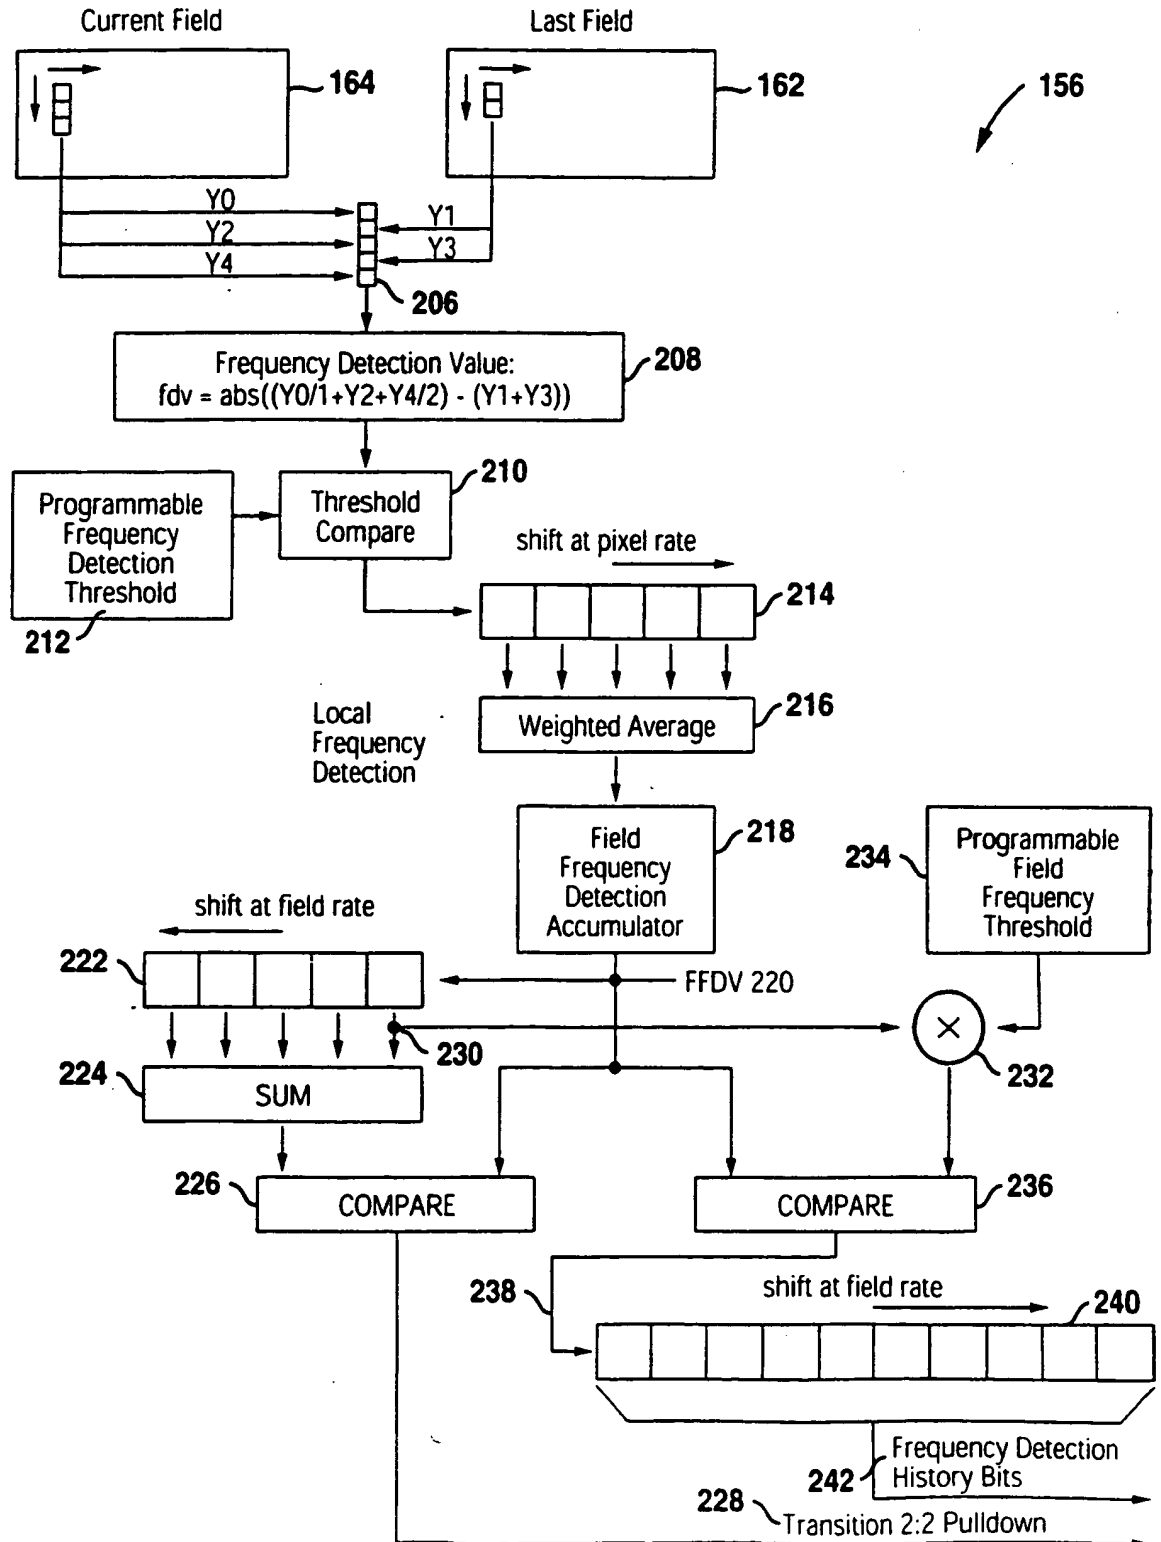 Current Field
Last Field
164
162
156
Y0
Y1
Y2
Y3
Y4
206
Frequency Detection Value:
fdv = abs((Y0/1+Y2+Y4/2) - (Y1+Y3))
208
210
Programmable
Frequency
Detection
Threshold
212
Threshold
Compare
shift at pixel rate
214
Local
Frequency
Detection
Weighted Average
216
Field
Frequency
Detection
Accumulator
218
234
Programmable
Field
Frequency
Threshold
shift at field rate
222
FFDV 220
230
232
224
SUM
226
COMPARE
COMPARE
236
238
shift at field rate
240
Frequency Detection
History Bits
242
228
Transition 2:2 Pulldown